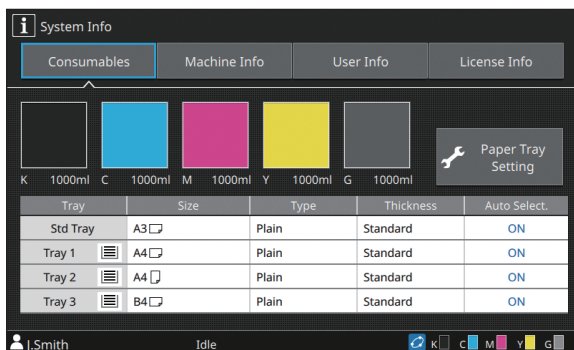 i System Info
Consumables Machine Info User Info License Info
Paper Tray
Setting
K 1000ml C 1000ml M 1000ml Y 1000ml G 1000ml
Tray Size Type Thickness Auto Select.
Std Tray A3 Plain Standard ON
Tray 1 A4 Plain Standard ON
Tray 2 A4 Plain Standard ON
Tray 3 B4 Plain Standard ON
J.Smith Idle K C M Y G